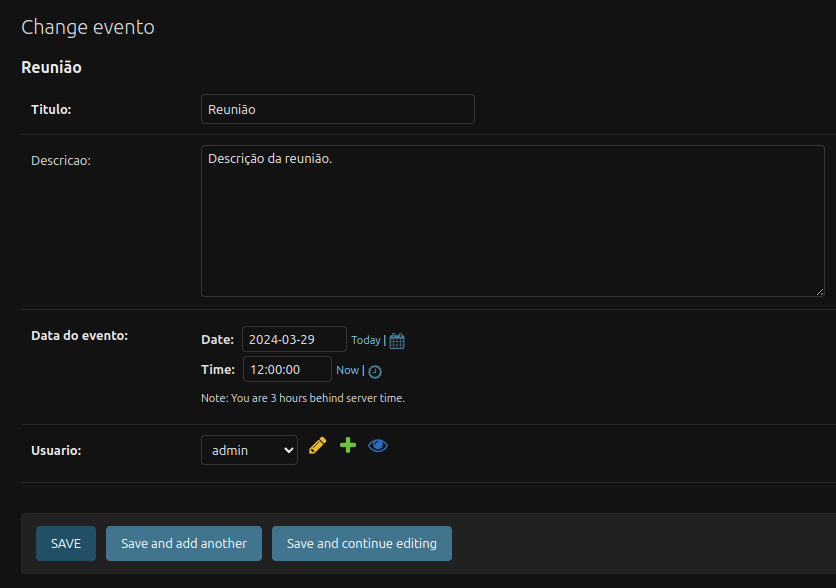 Change evento
Reunião
Titulo: Reunião
Descricao: Descrição da reunião.
Data do evento: Date: 2024-03-29 Today |
Time: 12:00:00 Now |
Note: You are 3 hours behind server time.
Usuario: admin
SAVE Save and add another Save and continue editing